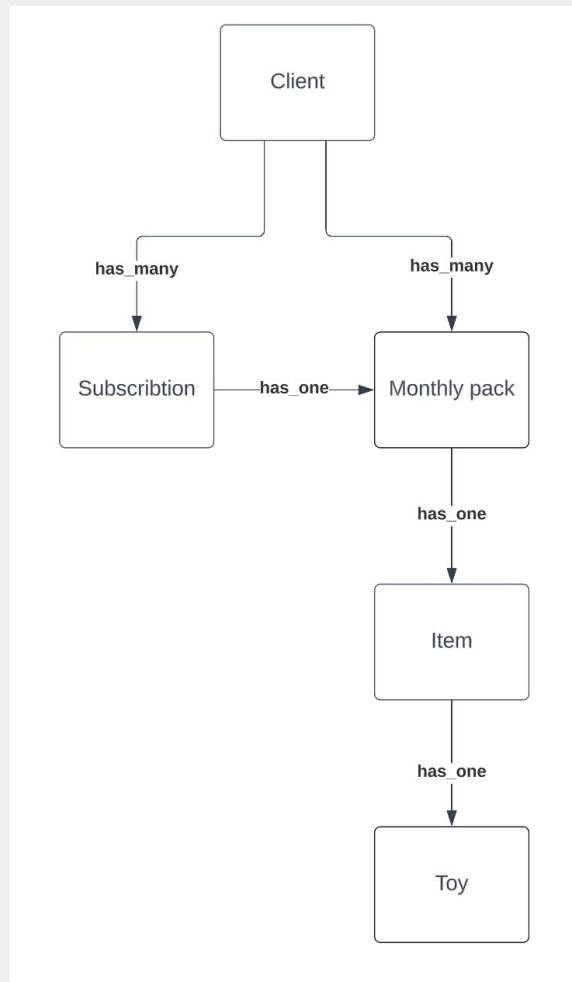 Client
has_many
has_many
Subscribtion
has_one
Monthly pack
has_one
Item
has_one
Toy